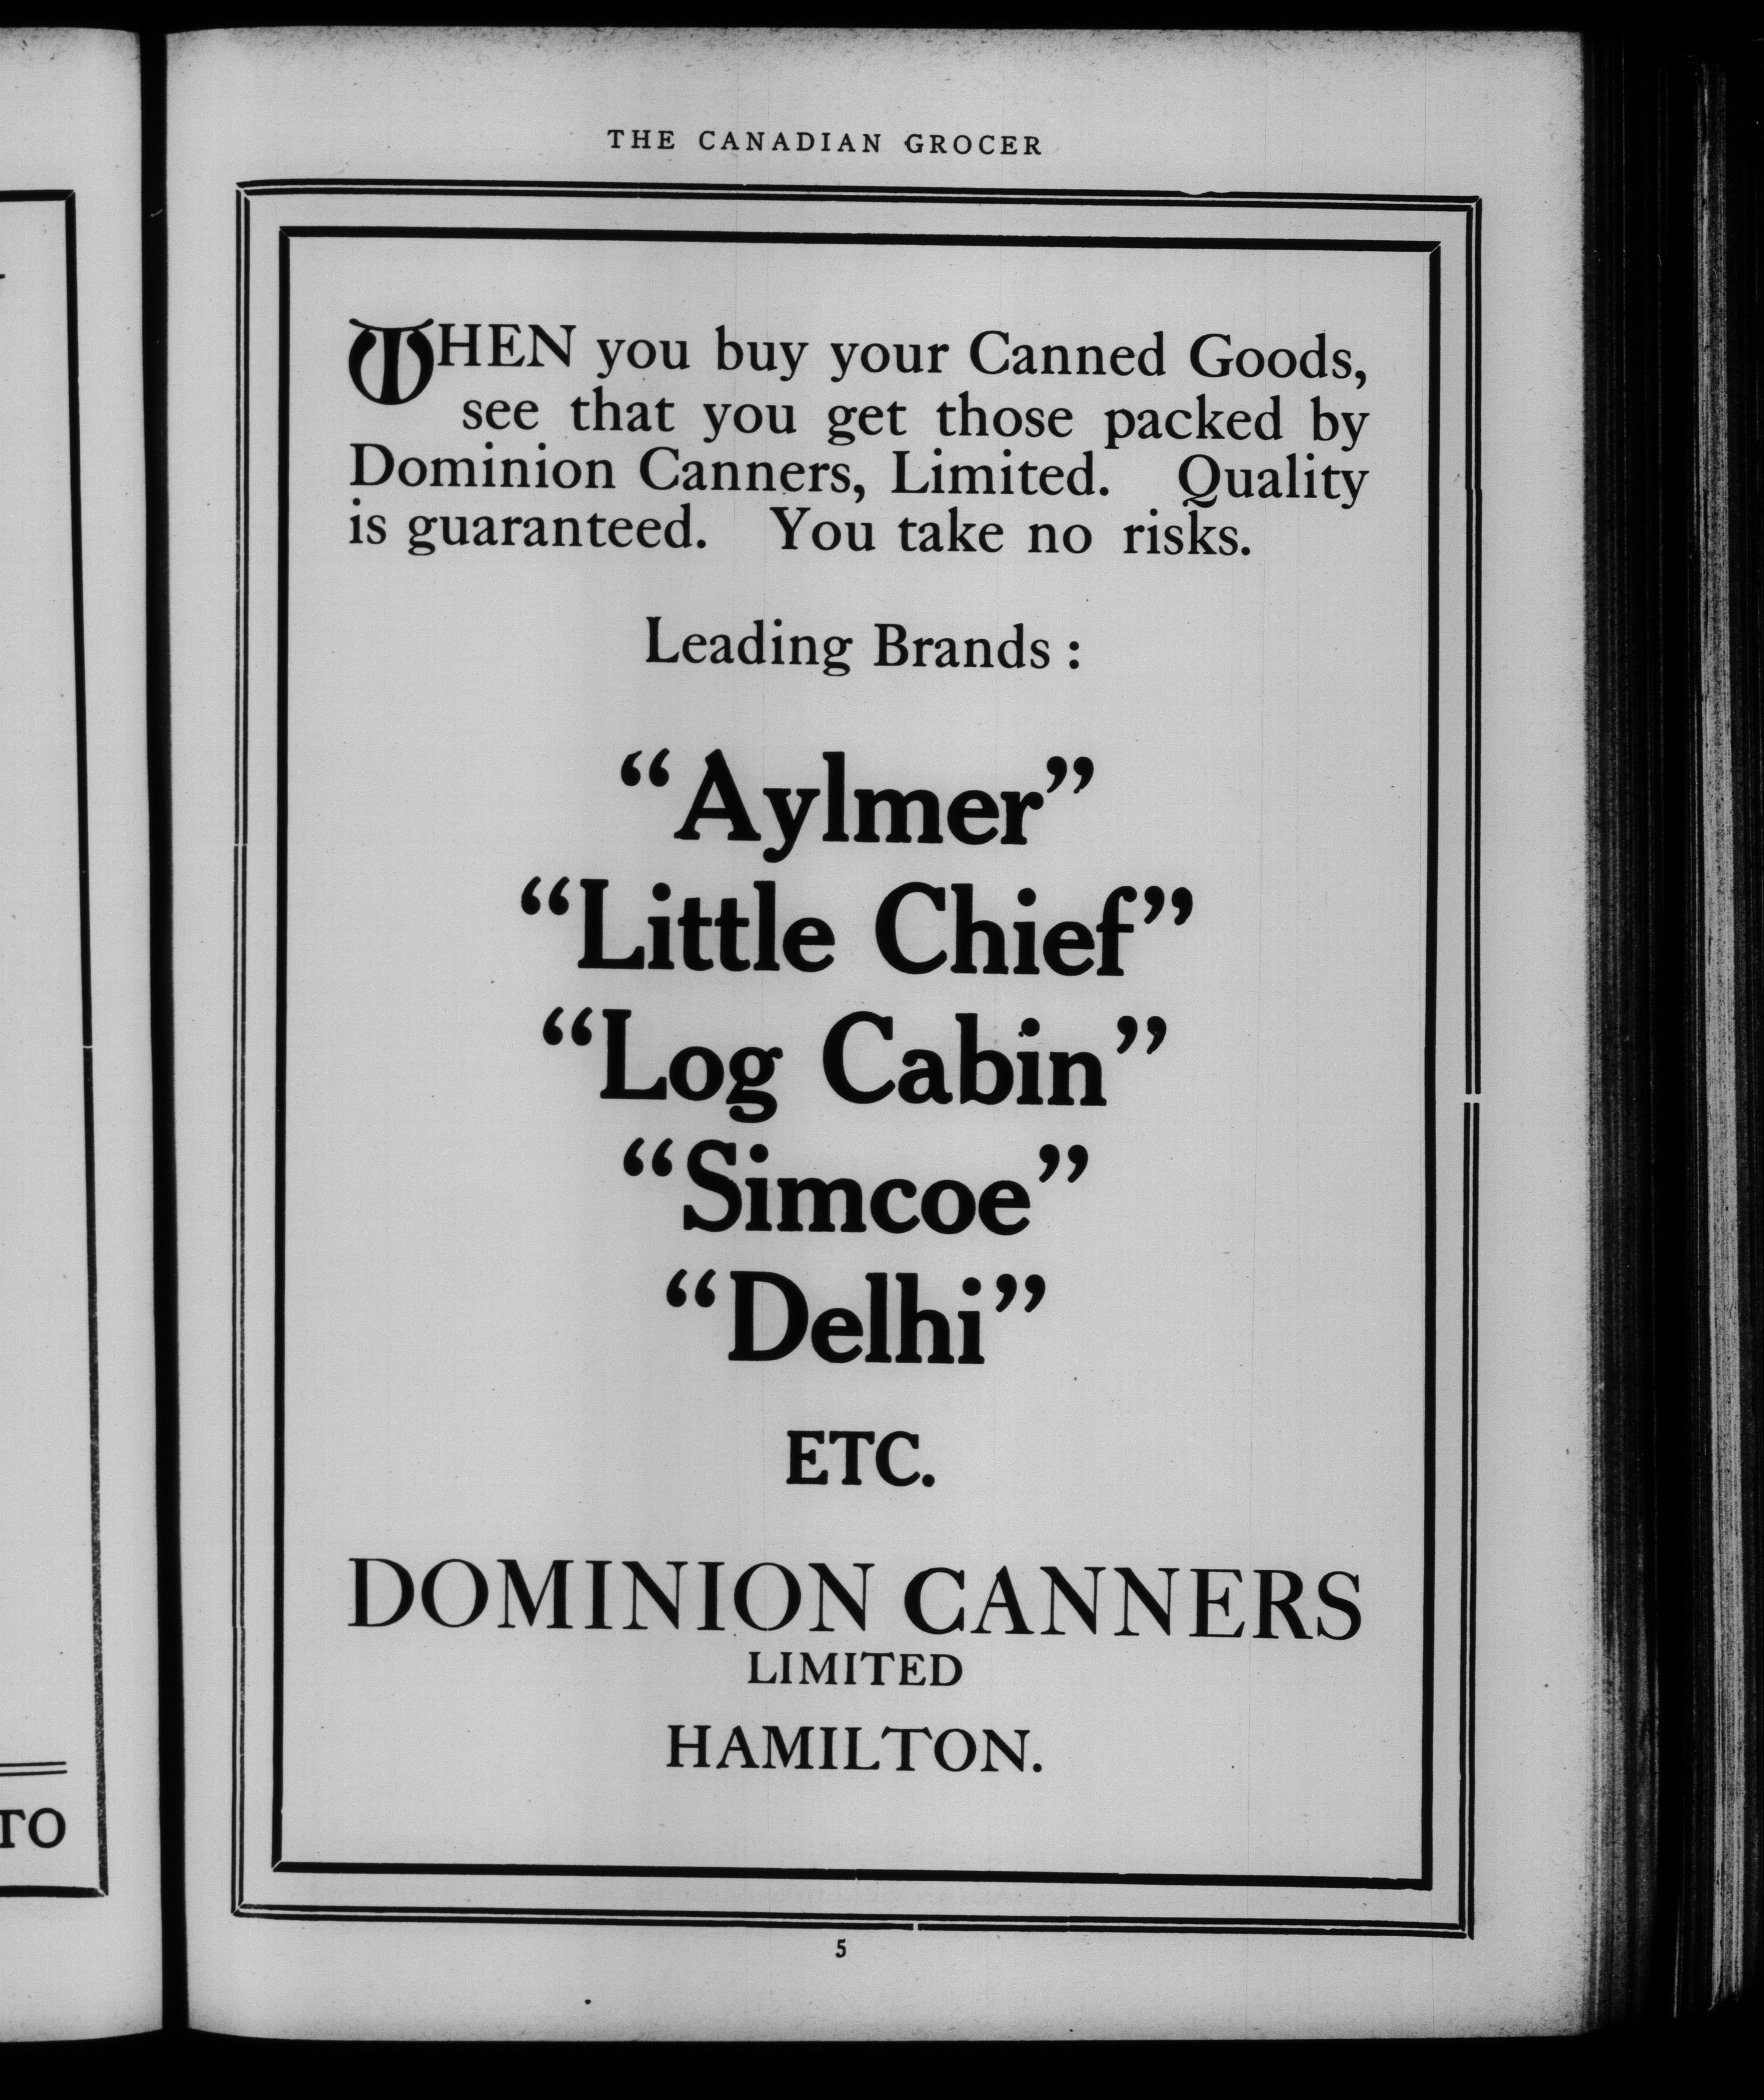 THE CANADIAN GROCER
WHEN you buy your Canned Goods,
see that you get those packed by
Dominion Canners, Limited. Quality
is guaranteed. You take no risks.
Leading Brands :
“Aylmer”
“Little Chief”
“Log Cabin”
“Simcoe”
“Delhi”
ETC.
DOMINION CANNERS
LIMITED
HAMILTON.
5
TO